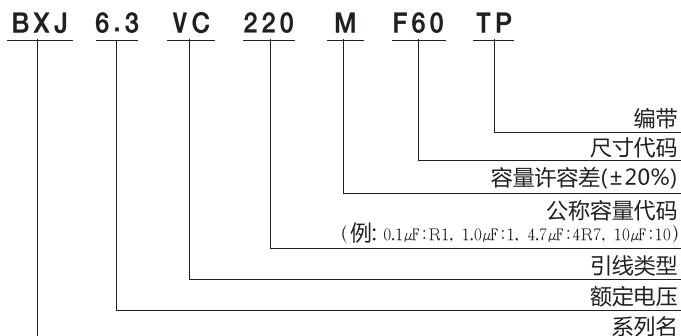 BXJ 6.3 VC 220 M F60 TP
编带
尺寸代码
容量许容差(±20%)
公称容量代码
(例: 0.1μF:R1, 1.0μF:1, 4.7μF:4R7, 10μF:10)
引线类型
额定电压
系列名